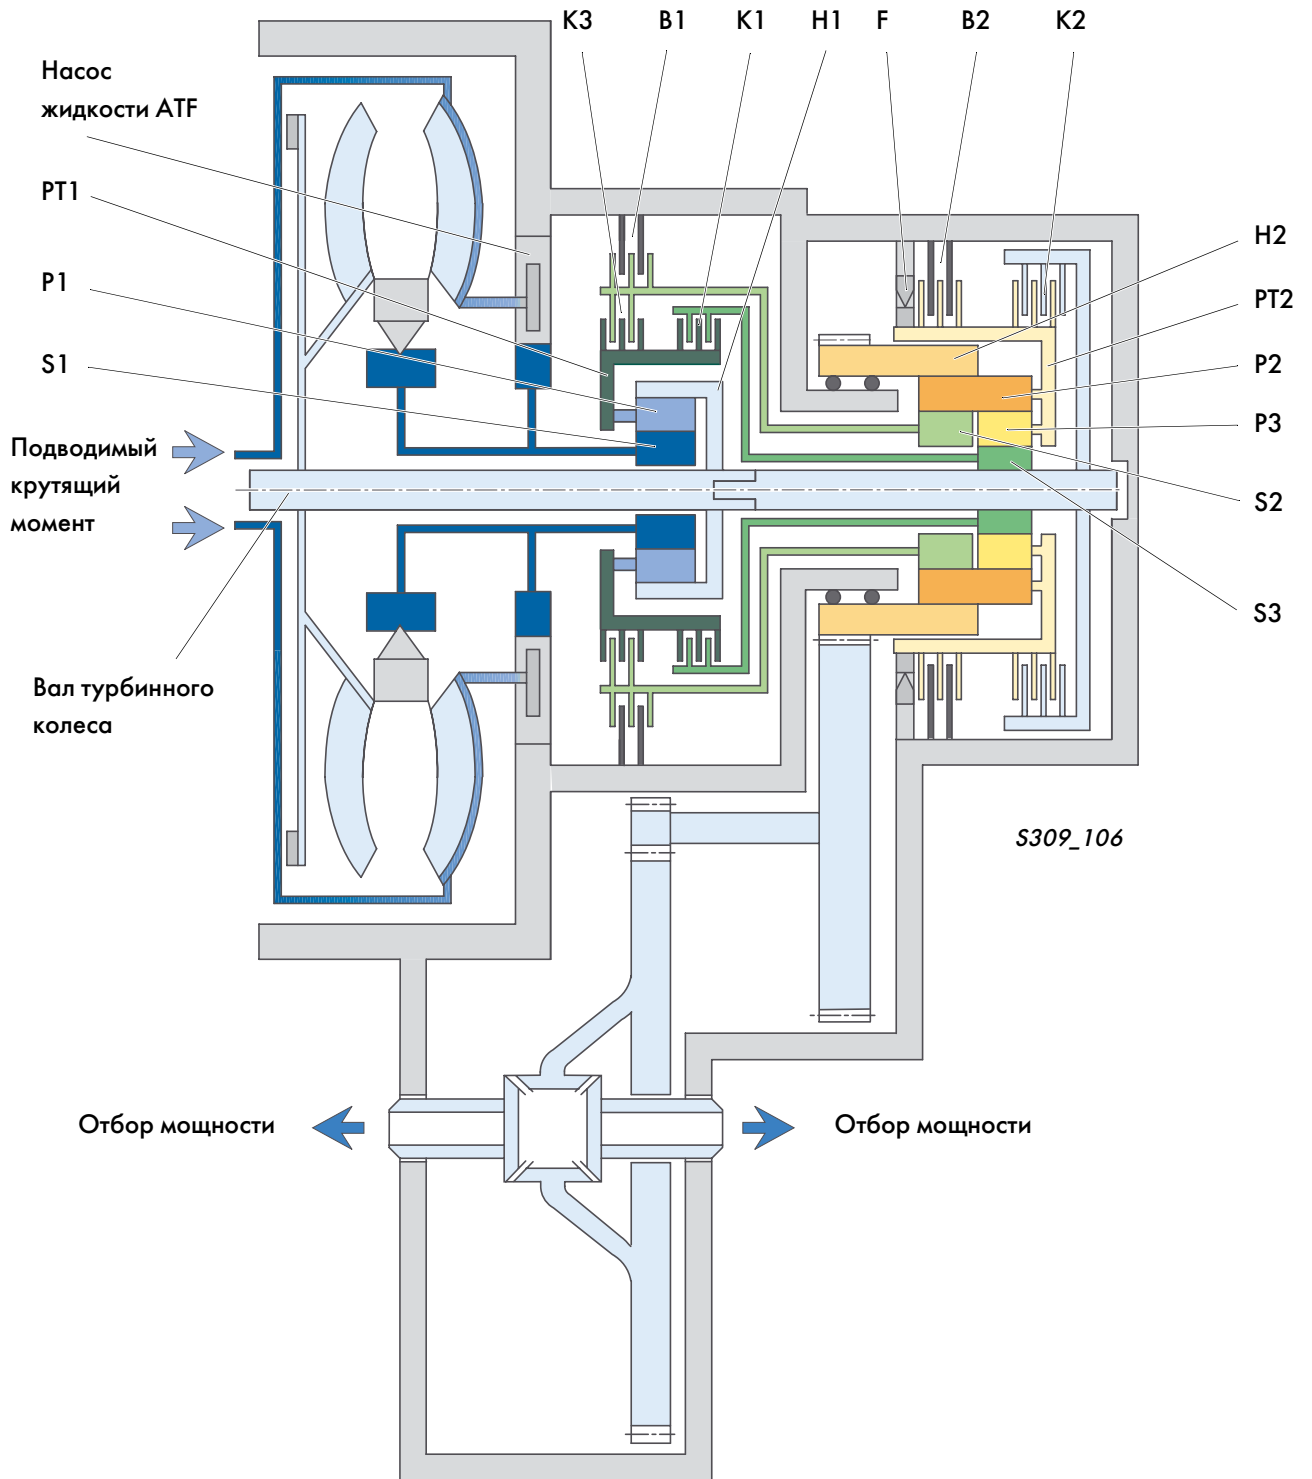 K3 B1 K1 H1 F B2 K2
Насос
жидкости ATF
PT1
P1
S1
Подводимый
крутящий
момент
Вал турбинного
колеса
H2
PT2
P2
P3
S2
S3
S309_106
Отбор мощности
Отбор мощности